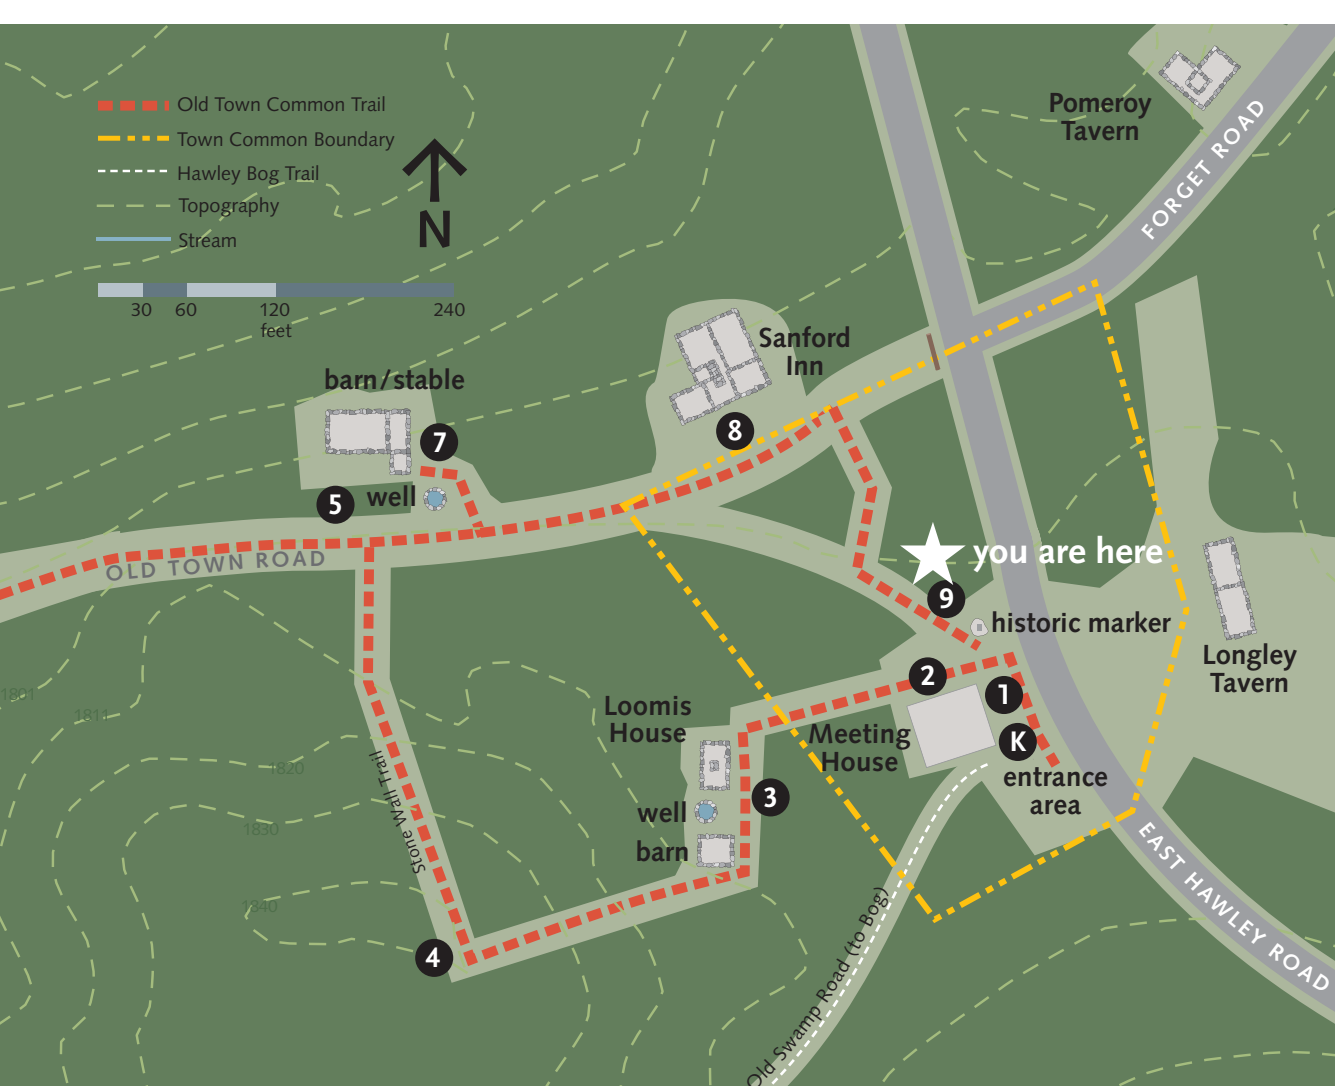 Old Town Common Trail
Town Common Boundary
Hawley Bog Trail
Topography
Stream
N
30 60 120 240
feet
Pomeroy
Tavern
FORGET ROAD
Sanford
Inn
barn/stable
7
8
5
well
OLD TOWN ROAD
you are here
9
historic marker
Longley
Tavern
2
1
K
Meeting
House
entrance
area
Loomis
House
3
well
barn
Stone Wall Trail
4
1801
1811
1820
1830
1840
Old Swamp Road (to Bog)
EAST HAWLEY ROAD